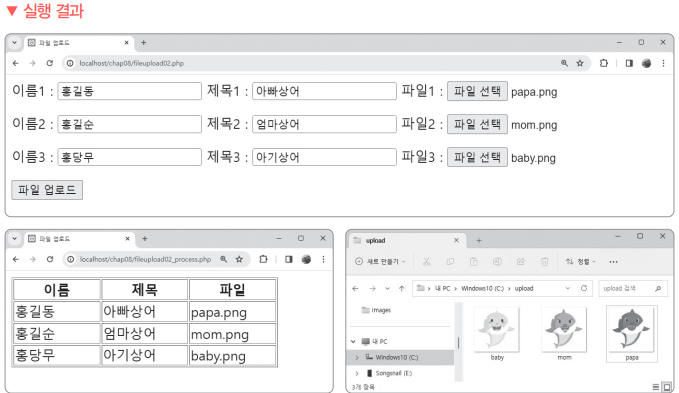 ▼ 실행 결과
파일 업로드
localhost/chap08/fileupload02.php
이름1 : 홍길동 제목1 : 아빠상어 파일1 : 파일 선택 papa.png
이름2 : 홍길순 제목2 : 엄마상어 파일2 : 파일 선택 mom.png
이름3 : 홍당무 제목3 : 아기상어 파일3 : 파일 선택 baby.png
파일 업로드
파일 업로드
localhost/chap08/fileupload02_process.php
이름 제목 파일
홍길동 아빠상어 papa.png
홍길순 엄마상어 mom.png
홍당무 아기상어 baby.png
upload
새로 만들기 정렬
내 PC > Windows10 (C:) > upload upload 검색
images
내 PC
Windows10 (C:)
Songsnail (E:)
baby mom papa
3개 항목